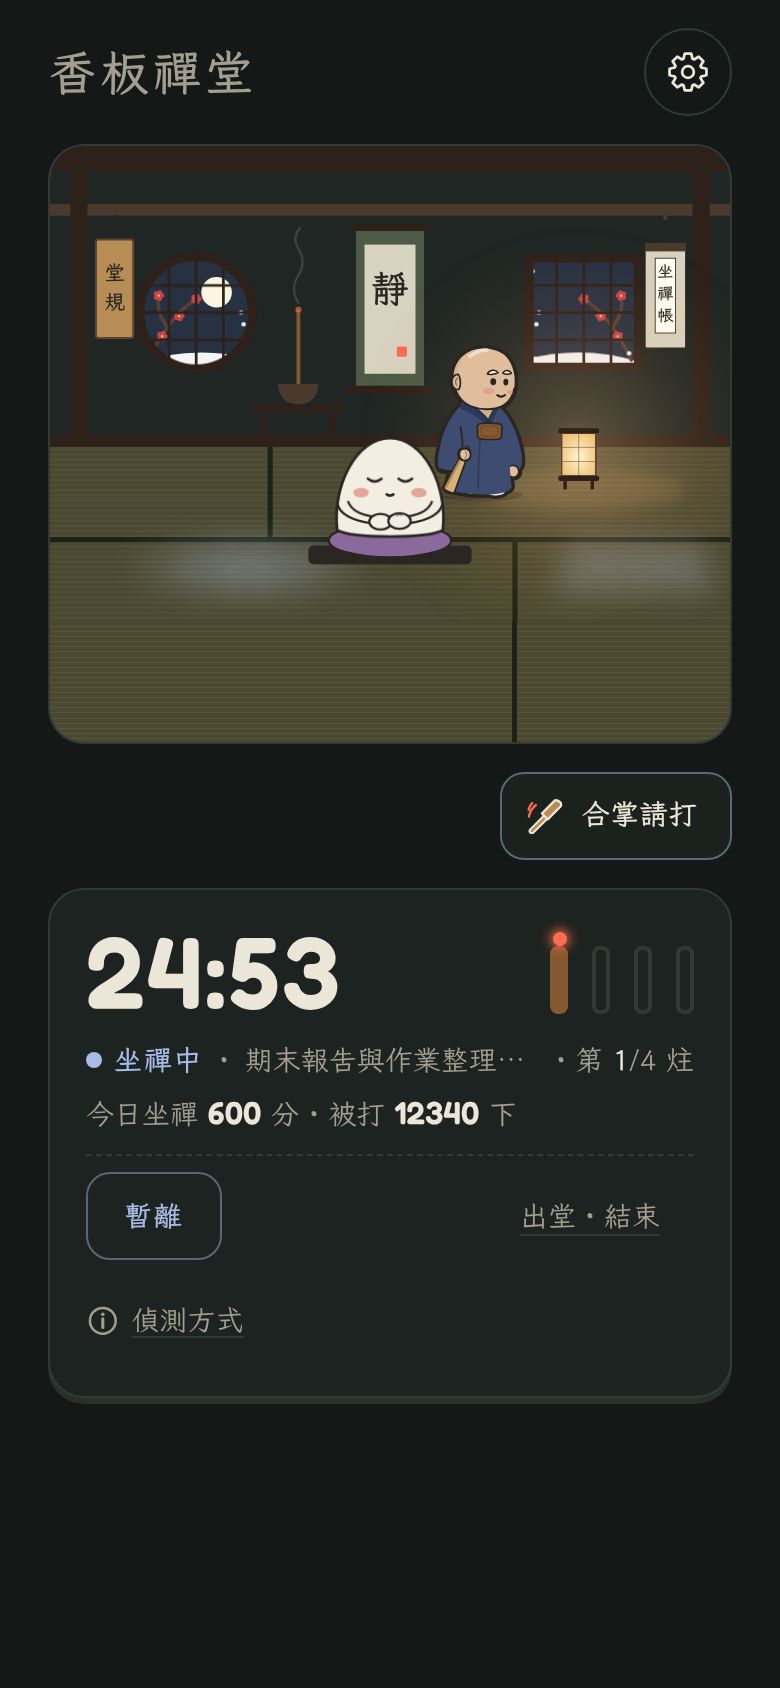 香板禪堂
堂規
靜
坐禪帳
合掌請打
24:53
坐禪中 · 期末報告與作業整理⋯ · 第 1/4 炷
今日坐禪 600 分 · 被打 12340 下
暫離
出堂 · 結束
偵測方式